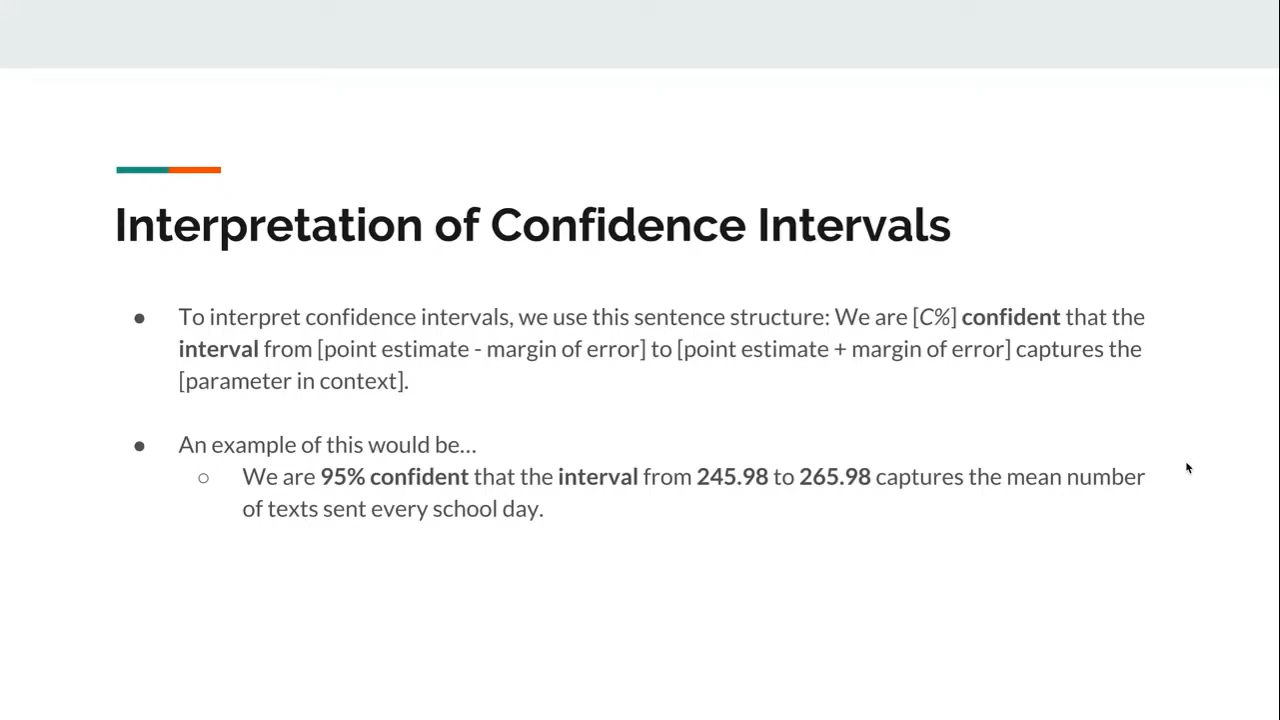 Interpretation of Confidence Intervals
● To interpret confidence intervals, we use this sentence structure: We are [C%] confident that the
interval from [point estimate - margin of error] to [point estimate + margin of error] captures the
[parameter in context].
● An example of this would be...
○ We are 95% confident that the interval from 245.98 to 265.98 captures the mean number
of texts sent every school day.